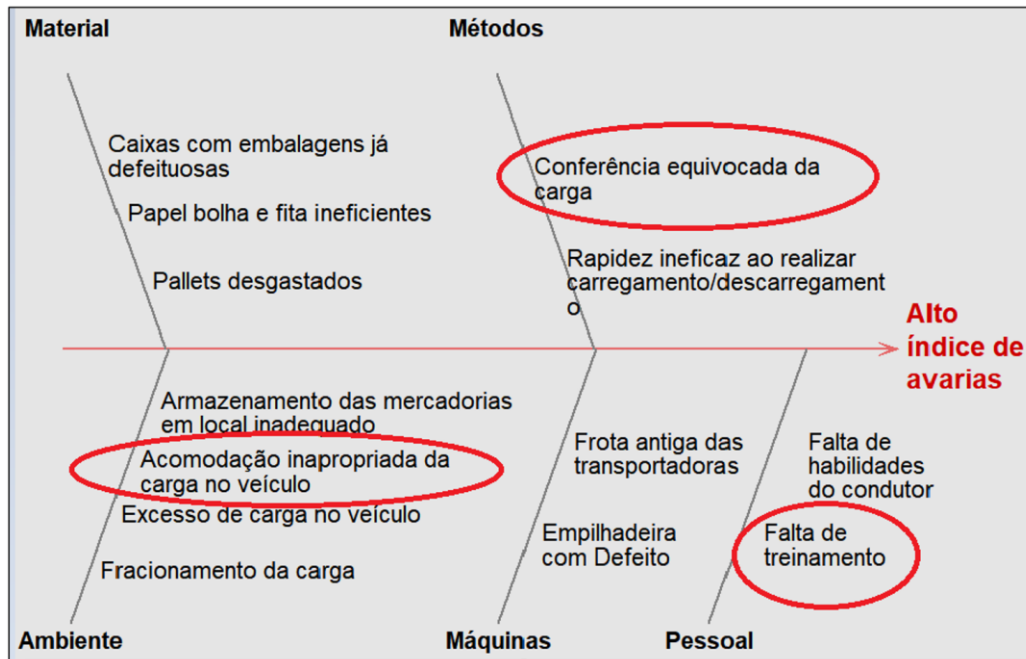 Material
Métodos
Caixas com embalagens já
defeituosas
Papel bolha e fita ineficientes
Pallets desgastados
Conferência equivocada da
carga
Rapidez ineficaz ao realizar
carregamento/descarregament
o
Alto
índice de
avarias
Armazenamento das mercadorias
em local inadequado
Acomodação inapropriada da
carga no veículo
Excesso de carga no veículo
Fracionamento da carga
Frota antiga das
transportadoras
Empilhadeira
com Defeito
Falta de
habilidades
do condutor
Falta de
treinamento
Ambiente
Máquinas
Pessoal